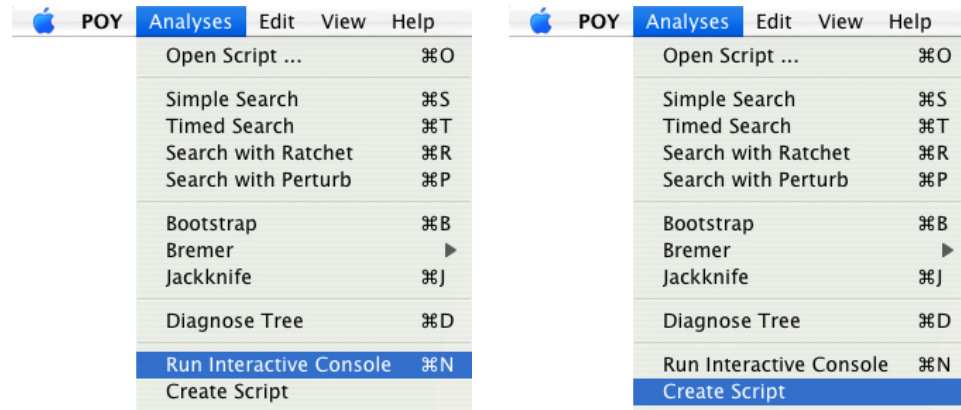 POY Analyses Edit View Help
Open Script ... ⌘O
Simple Search ⌘S
Timed Search ⌘T
Search with Ratchet ⌘R
Search with Perturb ⌘P
Bootstrap ⌘B
Bremer ▶
Jackknife ⌘J
Diagnose Tree ⌘D
Run Interactive Console ⌘N
Create Script
POY Analyses Edit View Help
Open Script ... ⌘O
Simple Search ⌘S
Timed Search ⌘T
Search with Ratchet ⌘R
Search with Perturb ⌘P
Bootstrap ⌘B
Bremer ▶
Jackknife ⌘J
Diagnose Tree ⌘D
Run Interactive Console ⌘N
Create Script